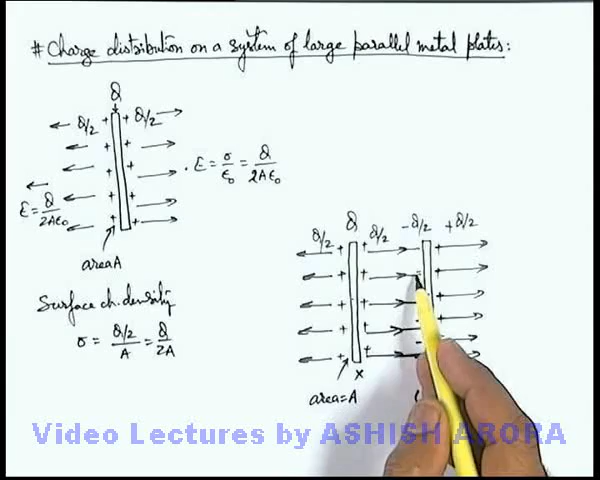 # Charge distribution on a system of large parallel metal plates:
Q
Q/2 Q/2
E = σ/ε₀ = Q/2Aε₀
E = Q/2Aε₀
area A
Surface ch. density
σ = Q/2/A = Q/2A
Q
Q/2 Q/2 -Q/2 +Q/2
X
area = A
Video Lectures by ASHISH ARORA